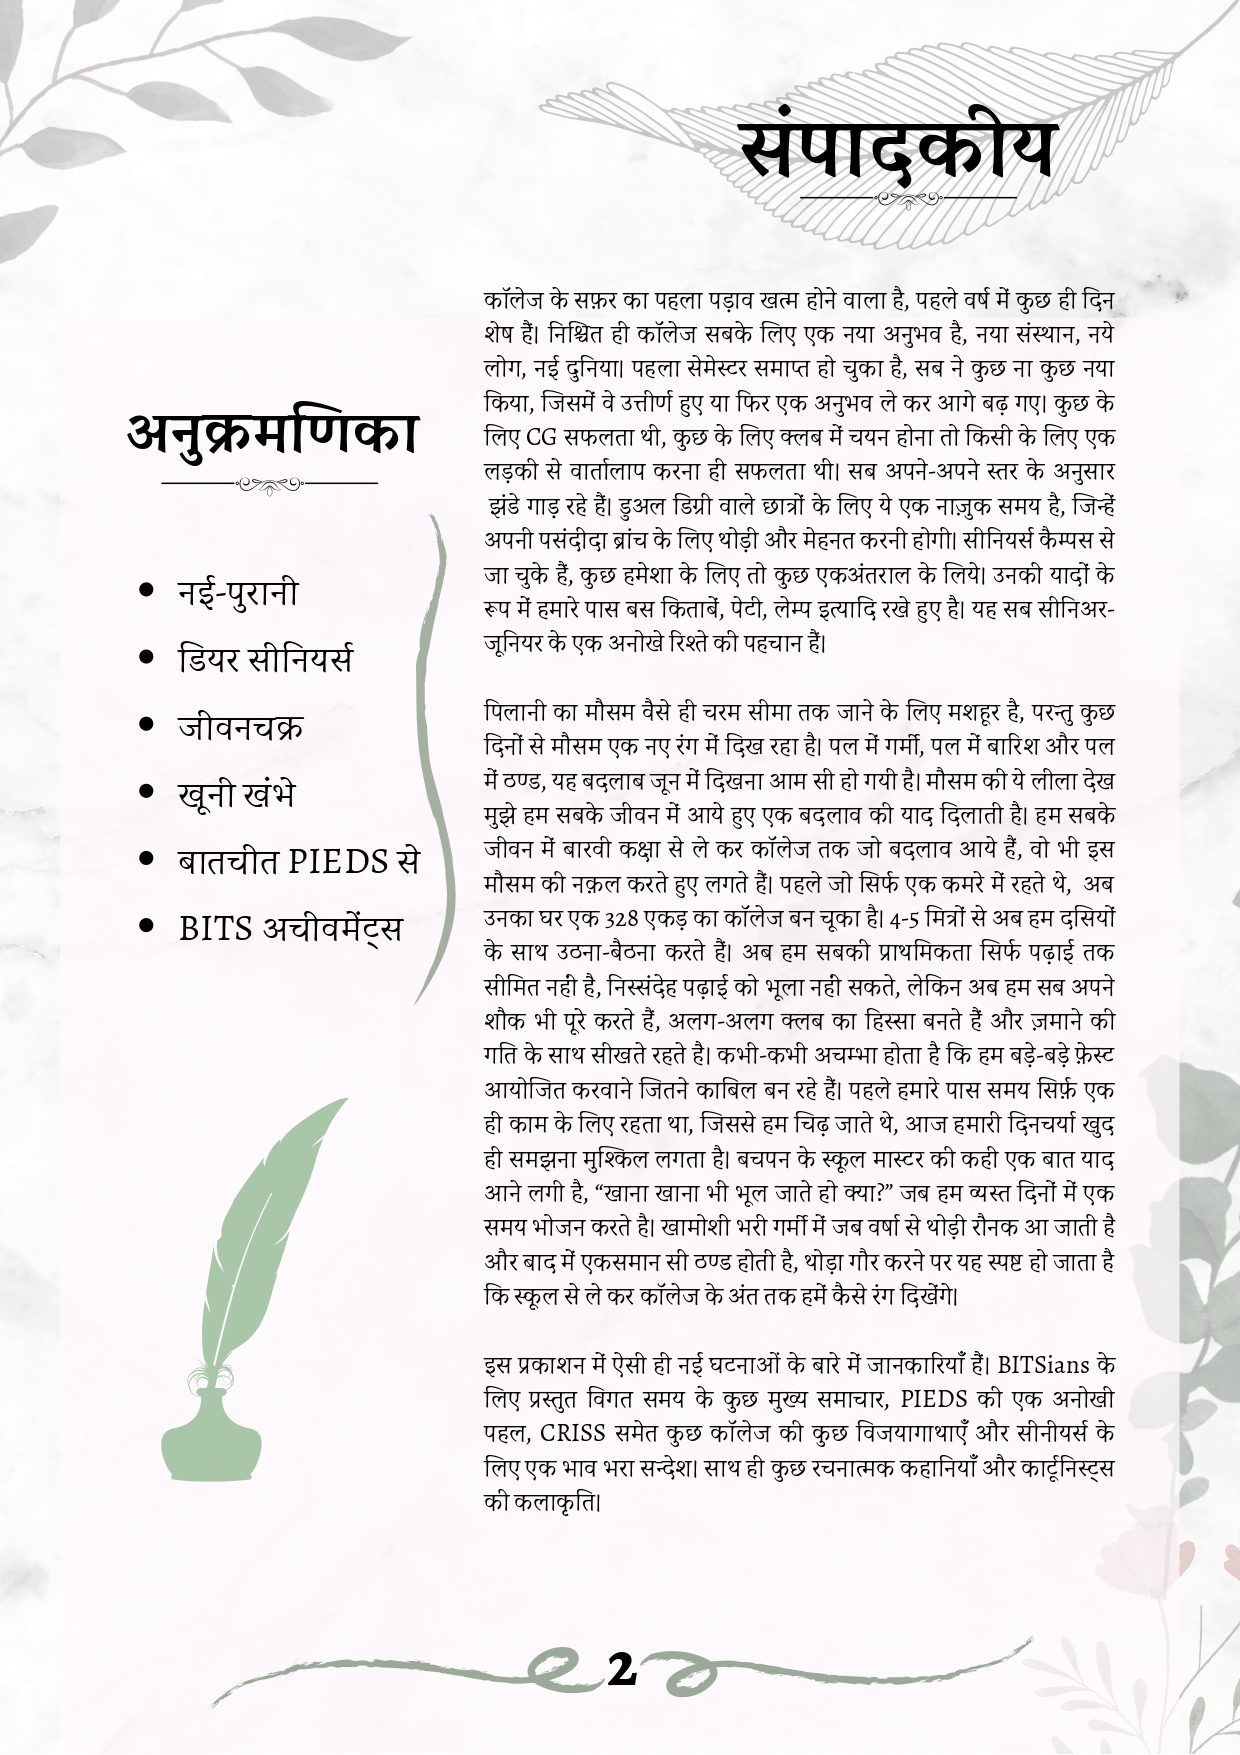 संपादकीय
अनुक्रमणिका
• नई-पुरानी
• डियर सीनियर्स
• जीवनचक्र
• खूनी खंभे
• बातचीत PIEDS से
• BITS अचीवमेंट्स
कॉलेज के सफ़र का पहला पड़ाव खत्म होने वाला है, पहले वर्ष में कुछ ही दिन
शेष हैं। निश्चित ही कॉलेज सबके लिए एक नया अनुभव है, नया संस्थान, नये
लोग, नई दुनिया। पहला सेमेस्टर समाप्त हो चुका है, सब ने कुछ ना कुछ नया
किया, जिसमें वे उत्तीर्ण हुए या फिर एक अनुभव ले कर आगे बढ़ गए। कुछ के
लिए CG सफलता थी, कुछ के लिए क्लब में चयन होना तो किसी के लिए एक
लड़की से वार्तालाप करना ही सफलता थी। सब अपने-अपने स्तर के अनुसार
झंडे गाड़ रहे हैं। डुअल डिग्री वाले छात्रों के लिए ये एक नाज़ुक समय है, जिन्हें
अपनी पसंदीदा ब्रांच के लिए थोड़ी और मेहनत करनी होगी। सीनियर्स कैम्पस से
जा चुके हैं, कुछ हमेशा के लिए तो कुछ एकअंतराल के लिये। उनकी यादों के
रूप में हमारे पास बस किताबें, पेटी, लेम्प इत्यादि रखे हुए है। यह सब सीनिअर-
जूनियर के एक अनोखे रिश्ते की पहचान हैं।
पिलानी का मौसम वैसे ही चरम सीमा तक जाने के लिए मशहूर है, परन्तु कुछ
दिनों से मौसम एक नए रंग में दिख रहा है। पल में गर्मी, पल में बारिश और पल
में ठण्ड, यह बदलाब जून में दिखना आम सी हो गयी है। मौसम की ये लीला देख
मुझे हम सबके जीवन में आये हुए एक बदलाव की याद दिलाती है। हम सबके
जीवन में बारवी कक्षा से ले कर कॉलेज तक जो बदलाव आये हैं, वो भी इस
मौसम की नक़ल करते हुए लगते हैं। पहले जो सिर्फ एक कमरे में रहते थे, अब
उनका घर एक 328 एकड़ का कॉलेज बन चूका है। 4-5 मित्रों से अब हम दसियों
के साथ उठना-बैठना करते हैं। अब हम सबकी प्राथमिकता सिर्फ पढ़ाई तक
सीमित नहीं है, निस्संदेह पढ़ाई को भूला नहीं सकते, लेकिन अब हम सब अपने
शौक भी पूरे करते हैं, अलग-अलग क्लब का हिस्सा बनते हैं और ज़माने की
गति के साथ सीखते रहते है। कभी-कभी अचम्भा होता है कि हम बड़े-बड़े फ़ेस्ट
आयोजित करवाने जितने काबिल बन रहे हैं। पहले हमारे पास समय सिर्फ़ एक
ही काम के लिए रहता था, जिससे हम चिढ़ जाते थे, आज हमारी दिनचर्या खुद
ही समझना मुश्किल लगता है। बचपन के स्कूल मास्टर की कही एक बात याद
आने लगी है, “खाना खाना भी भूल जाते हो क्या?” जब हम व्यस्त दिनों में एक
समय भोजन करते है। खामोशी भरी गर्मी में जब वर्षा से थोड़ी रौनक आ जाती है
और बाद में एकसमान सी ठण्ड होती है, थोड़ा गौर करने पर यह स्पष्ट हो जाता है
कि स्कूल से ले कर कॉलेज के अंत तक हमें कैसे रंग दिखेंगे।
इस प्रकाशन में ऐसी ही नई घटनाओं के बारे में जानकारियाँ हैं। BITSians के
लिए प्रस्तुत विगत समय के कुछ मुख्य समाचार, PIEDS की एक अनोखी
पहल, CRISS समेत कुछ कॉलेज की कुछ विजयागाथाएँ और सीनीयर्स के
लिए एक भाव भरा सन्देश। साथ ही कुछ रचनात्मक कहानियाँ और कार्टूनिस्ट्स
की कलाकृति।
2